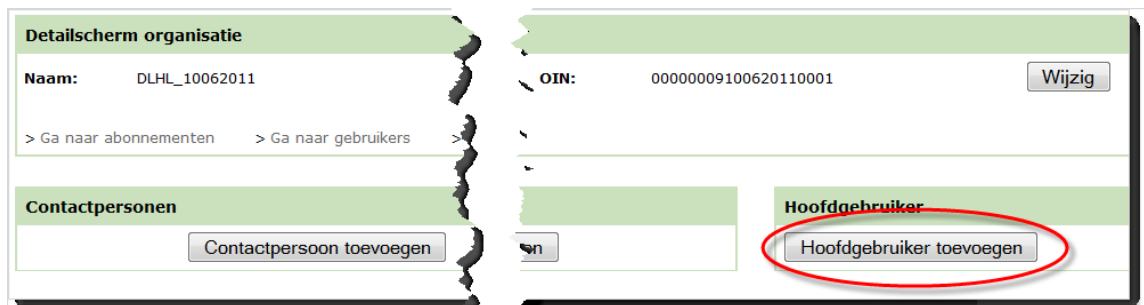 Detailscherm organisatie
Naam: DLHL_10062011 OIN: 00000009100620110001 Wijzig
> Ga naar abonnementen > Ga naar gebruikers >
Contactpersonen Hoofdgebruiker
Contactpersoon toevoegen en Hoofdgebruiker toevoegen